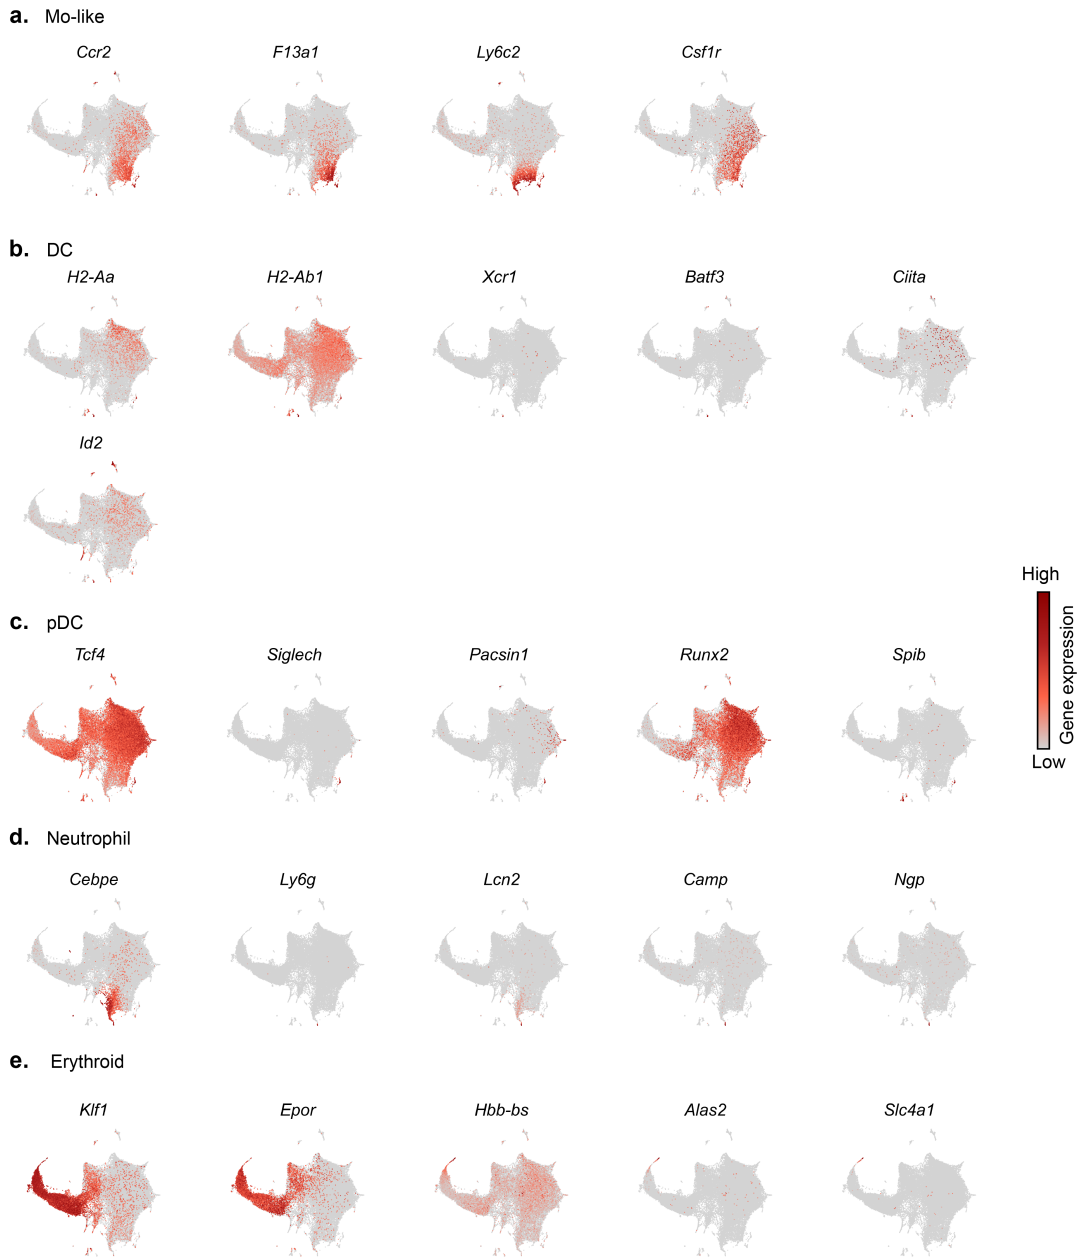 a. Mo-like
Ccr2 F13a1 Ly6c2 Csf1r
b. DC
H2-Aa H2-Ab1 Xcr1 Batf3 Ciita
Id2
High
Gene expression
Low
c. pDC
Tcf4 Siglech Pacsin1 Runx2 Spib
d. Neutrophil
Cebpe Ly6g Lcn2 Camp Ngp
e. Erythroid
Klf1 Epor Hbb-bs Alas2 Slc4a1